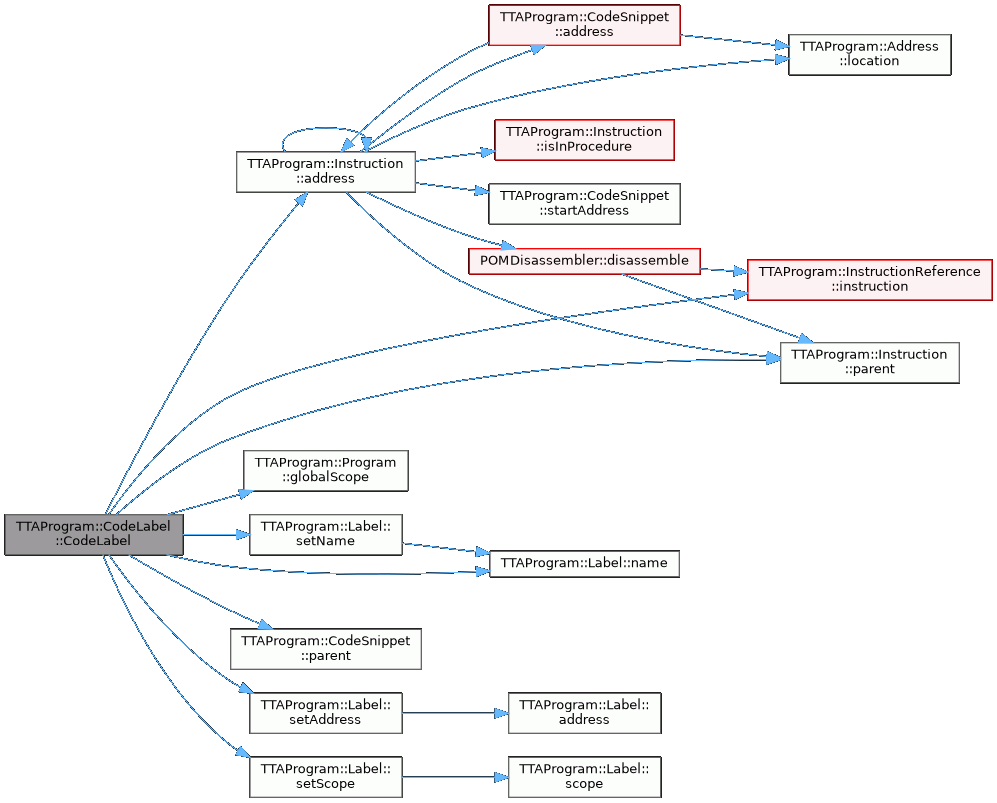 TTAProgram::CodeSnippet
::address
TTAProgram::Address
::location
TTAProgram::Instruction
::isInProcedure
TTAProgram::Instruction
::address
TTAProgram::CodeSnippet
::startAddress
POMDisassembler::disassemble
TTAProgram::InstructionReference
::instruction
TTAProgram::Instruction
::parent
TTAProgram::Program
::globalScope
TTAProgram::CodeLabel
::CodeLabel
TTAProgram::Label::
setName
TTAProgram::Label::name
TTAProgram::CodeSnippet
::parent
TTAProgram::Label::
setAddress
TTAProgram::Label::
address
TTAProgram::Label::
setScope
TTAProgram::Label::
scope